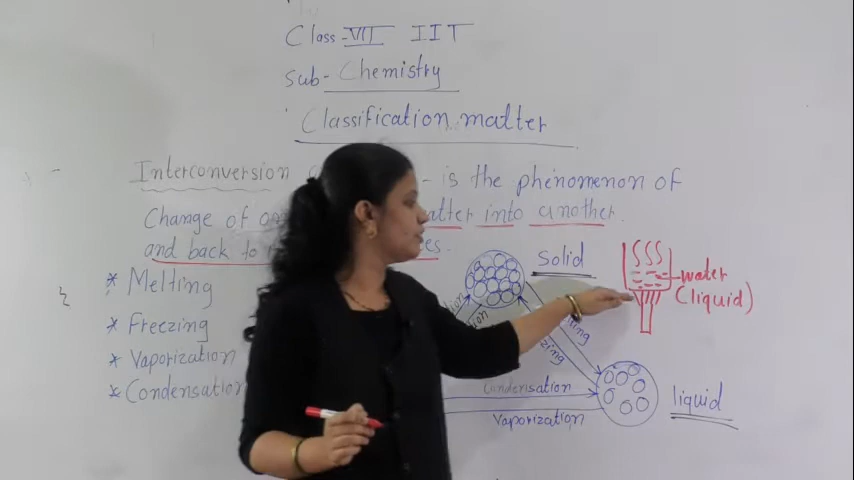 Class-VII IIT
Sub- Chemistry
Classification matter
Interconversion - is the phenomenon of
Change of matter into another
and back to
* Melting
* Freezing
* Vaporization
* Condensation
solid
water
(liquid)
Condensation
Vaporization
liquid